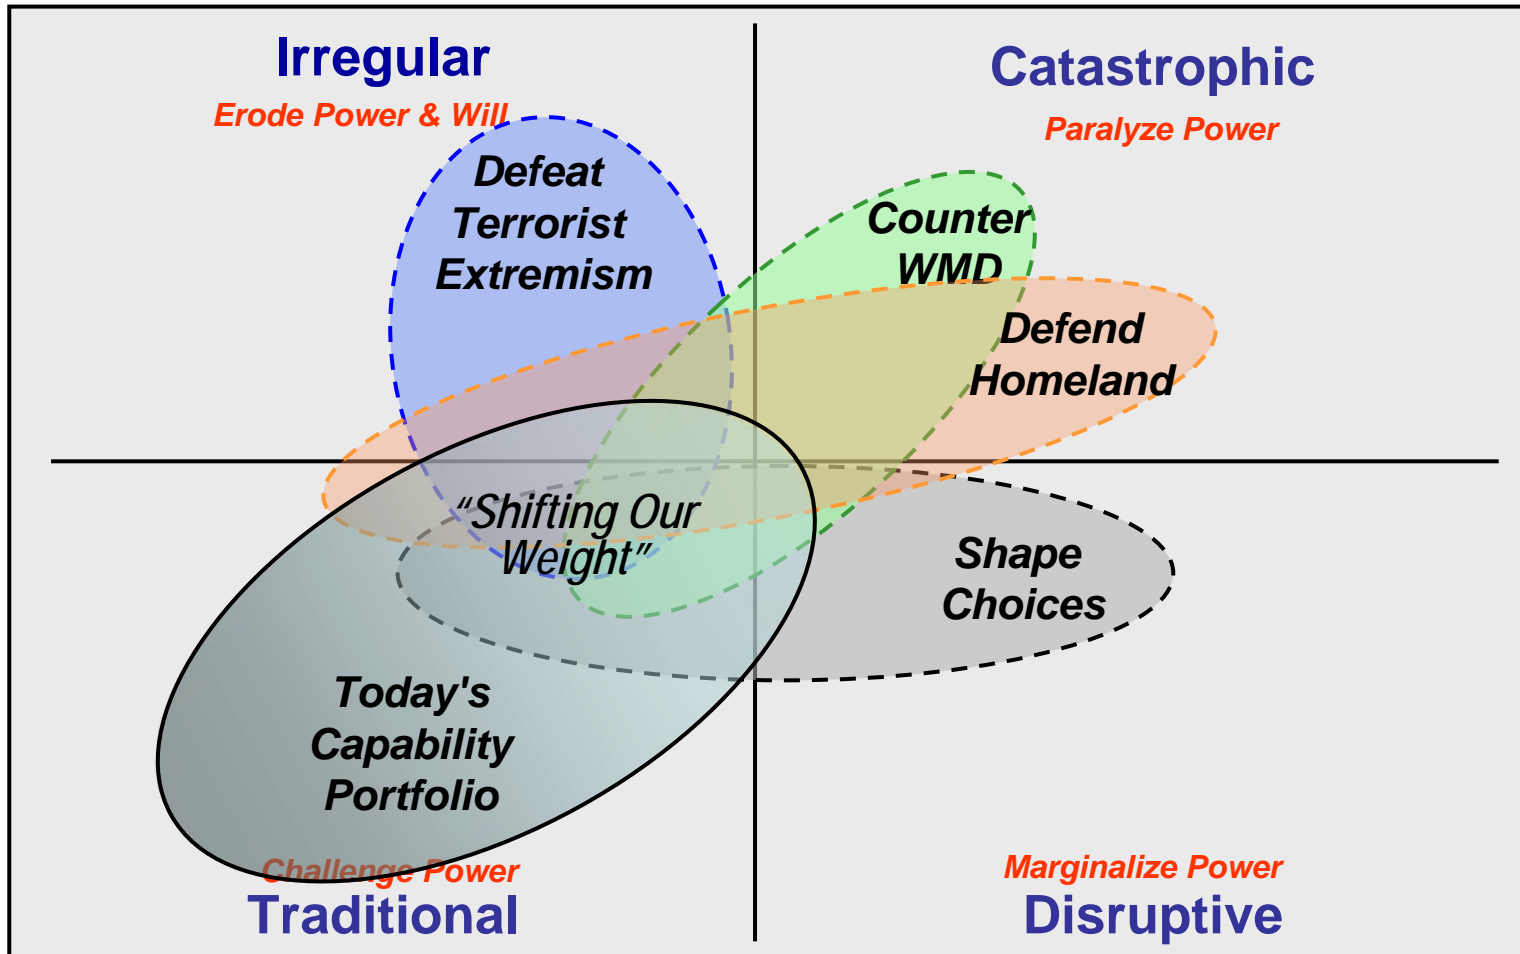 Irregular
Erode Power & Will
Catastrophic
Paralyze Power
Defeat
Terrorist
Extremism
Counter
WMD
Defend
Homeland
“Shifting Our
Weight”
Shape
Choices
Today's
Capability
Portfolio
Challenge Power
Traditional
Marginalize Power
Disruptive